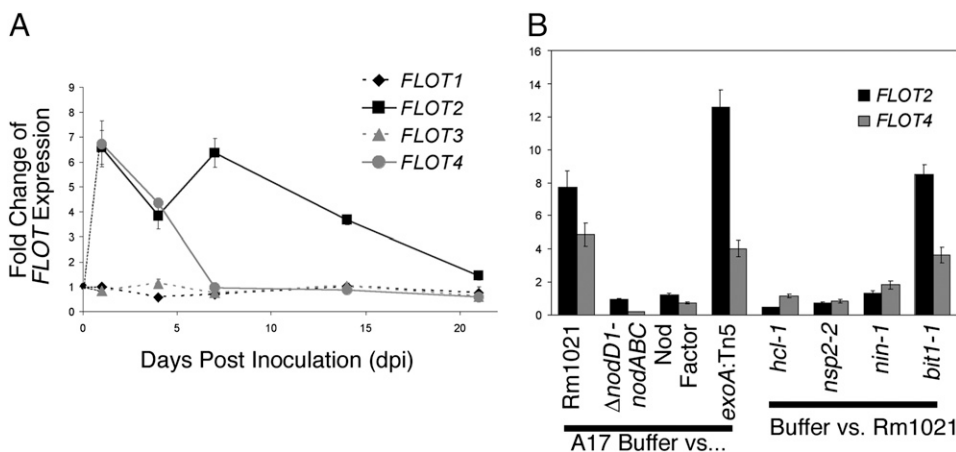 A
Fold Change of
FLOT Expression
9
8
7
6
5
4
3
2
1
0
0 5 10 15 20
Days Post Inoculation (dpi)
FLOT1
FLOT2
FLOT3
FLOT4
B
16
14
12
10
8
6
4
2
0
FLOT2
FLOT4
Rm1021
ΔnodD1-
nodABC
Nod
Factor
exoA:Tn5
hcl-1
nsp2-2
nin-1
bit1-1
A17 Buffer vs...
Buffer vs. Rm1021